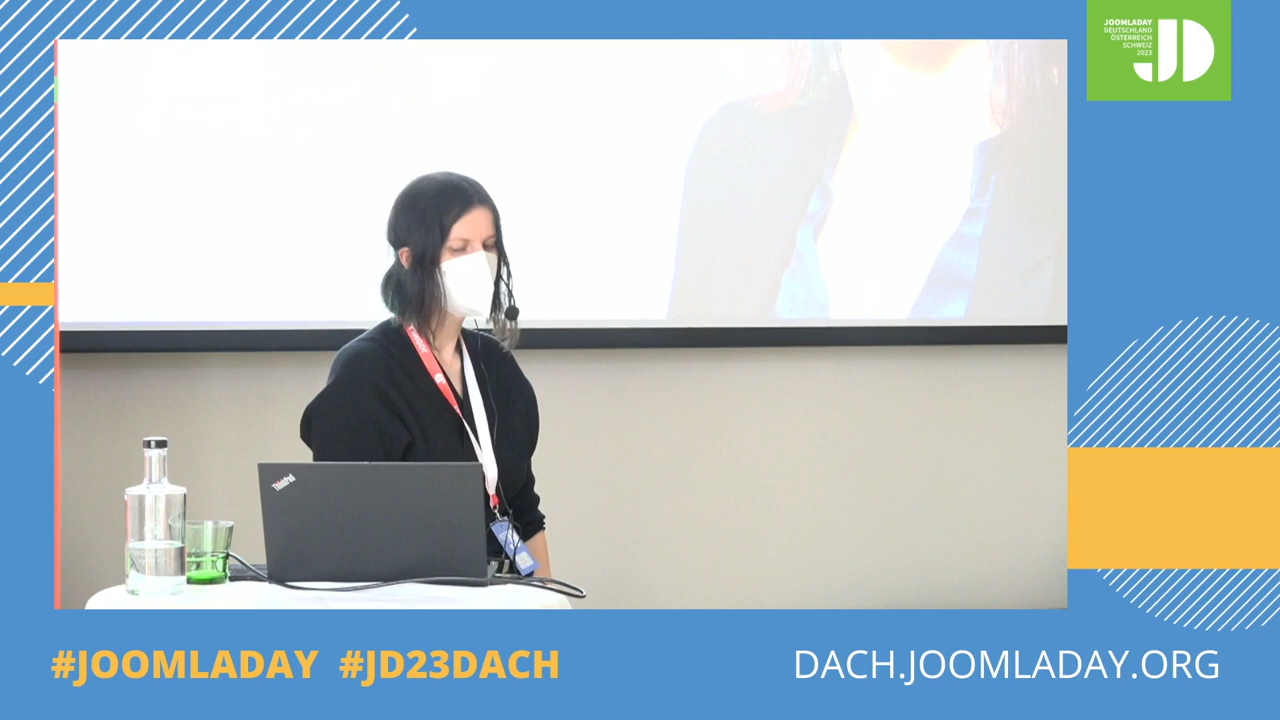 JOOMLADAY
DEUTSCHLAND
ÖSTERREICH
SCHWEIZ
2023
JD
ThinkPad
#JOOMLADAY #JD23DACH
DACH.JOOMLADAY.ORG